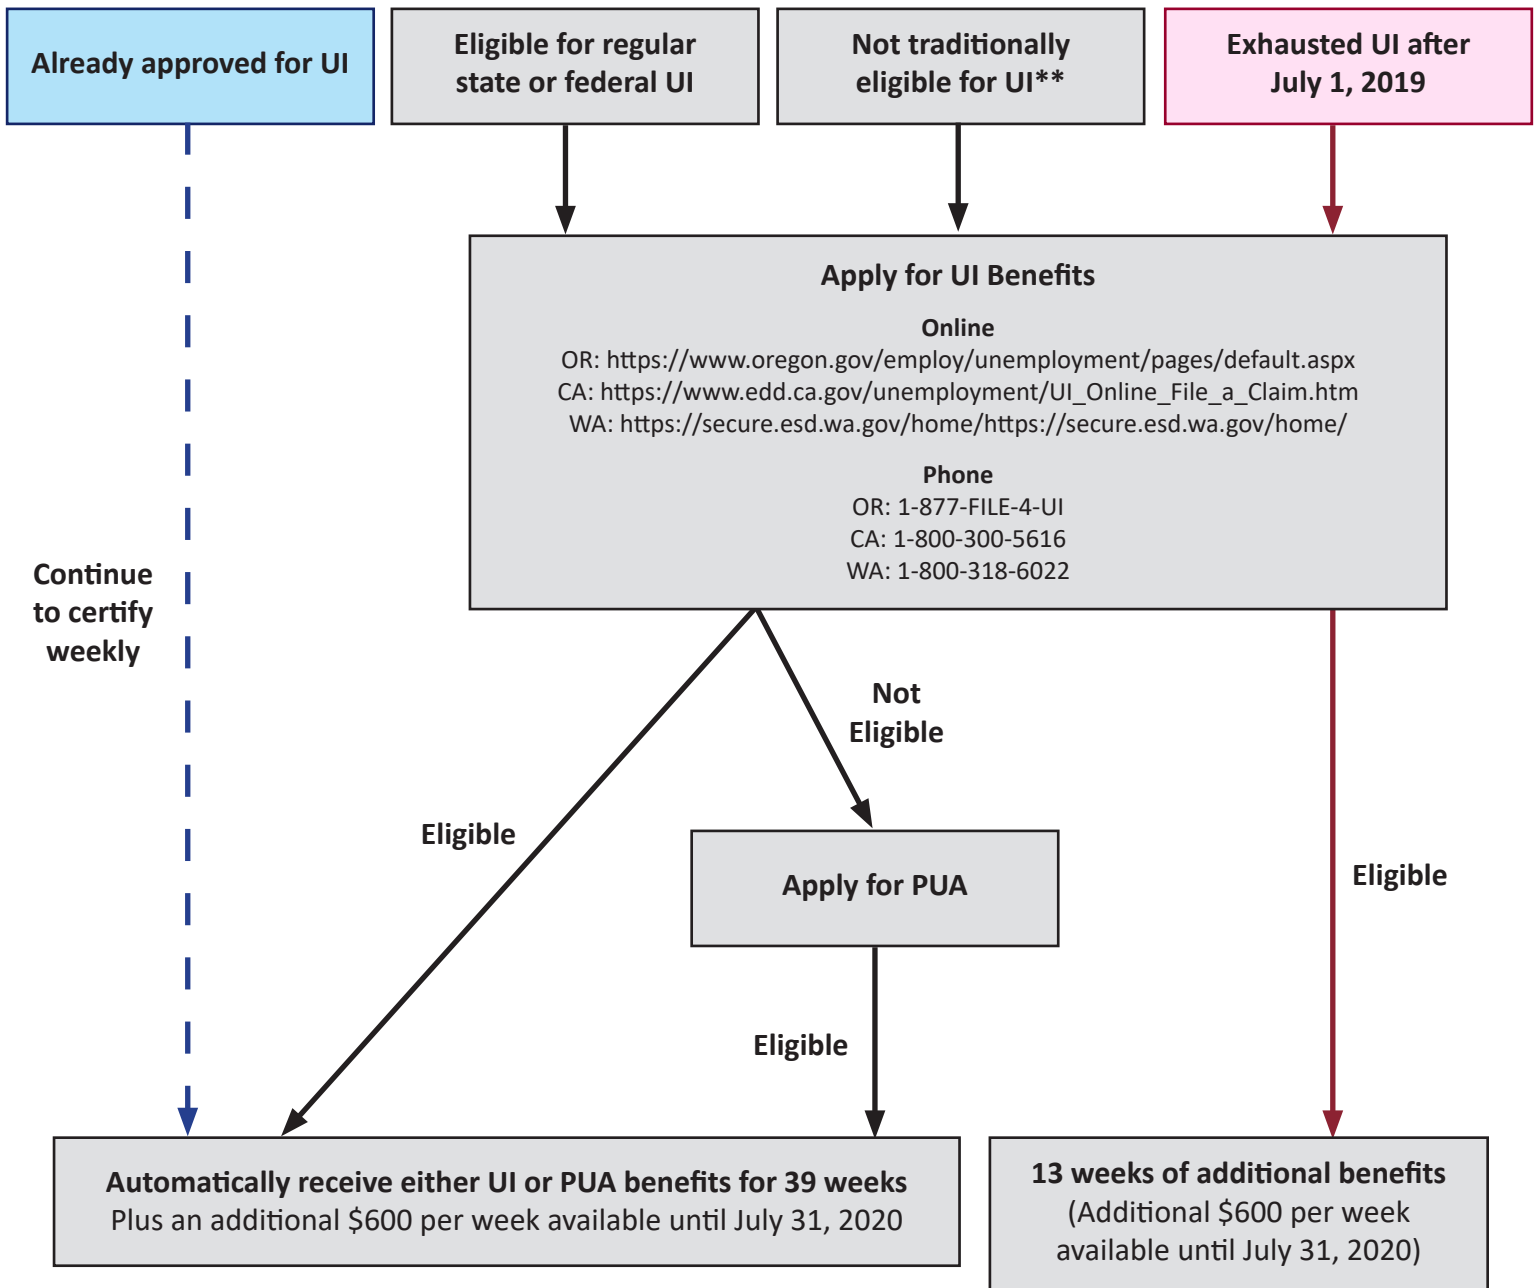 Already approved for UI
Eligible for regular
state or federal UI
Not traditionally
eligible for UI**
Exhausted UI after
July 1, 2019
Apply for UI Benefits
Online
OR: https://www.oregon.gov/employ/unemployment/pages/default.aspx
CA: https://www.edd.ca.gov/unemployment/UI_Online_File_a_Claim.htm
WA: https://secure.esd.wa.gov/home/https://secure.esd.wa.gov/home/
Phone
OR: 1-877-FILE-4-UI
CA: 1-800-300-5616
WA: 1-800-318-6022
Continue
to certify
weekly
Not
Eligible
Eligible
Apply for PUA
Eligible
Eligible
Automatically receive either UI or PUA benefits for 39 weeks
Plus an additional $600 per week available until July 31, 2020
13 weeks of additional benefits
(Additional $600 per week
available until July 31, 2020)